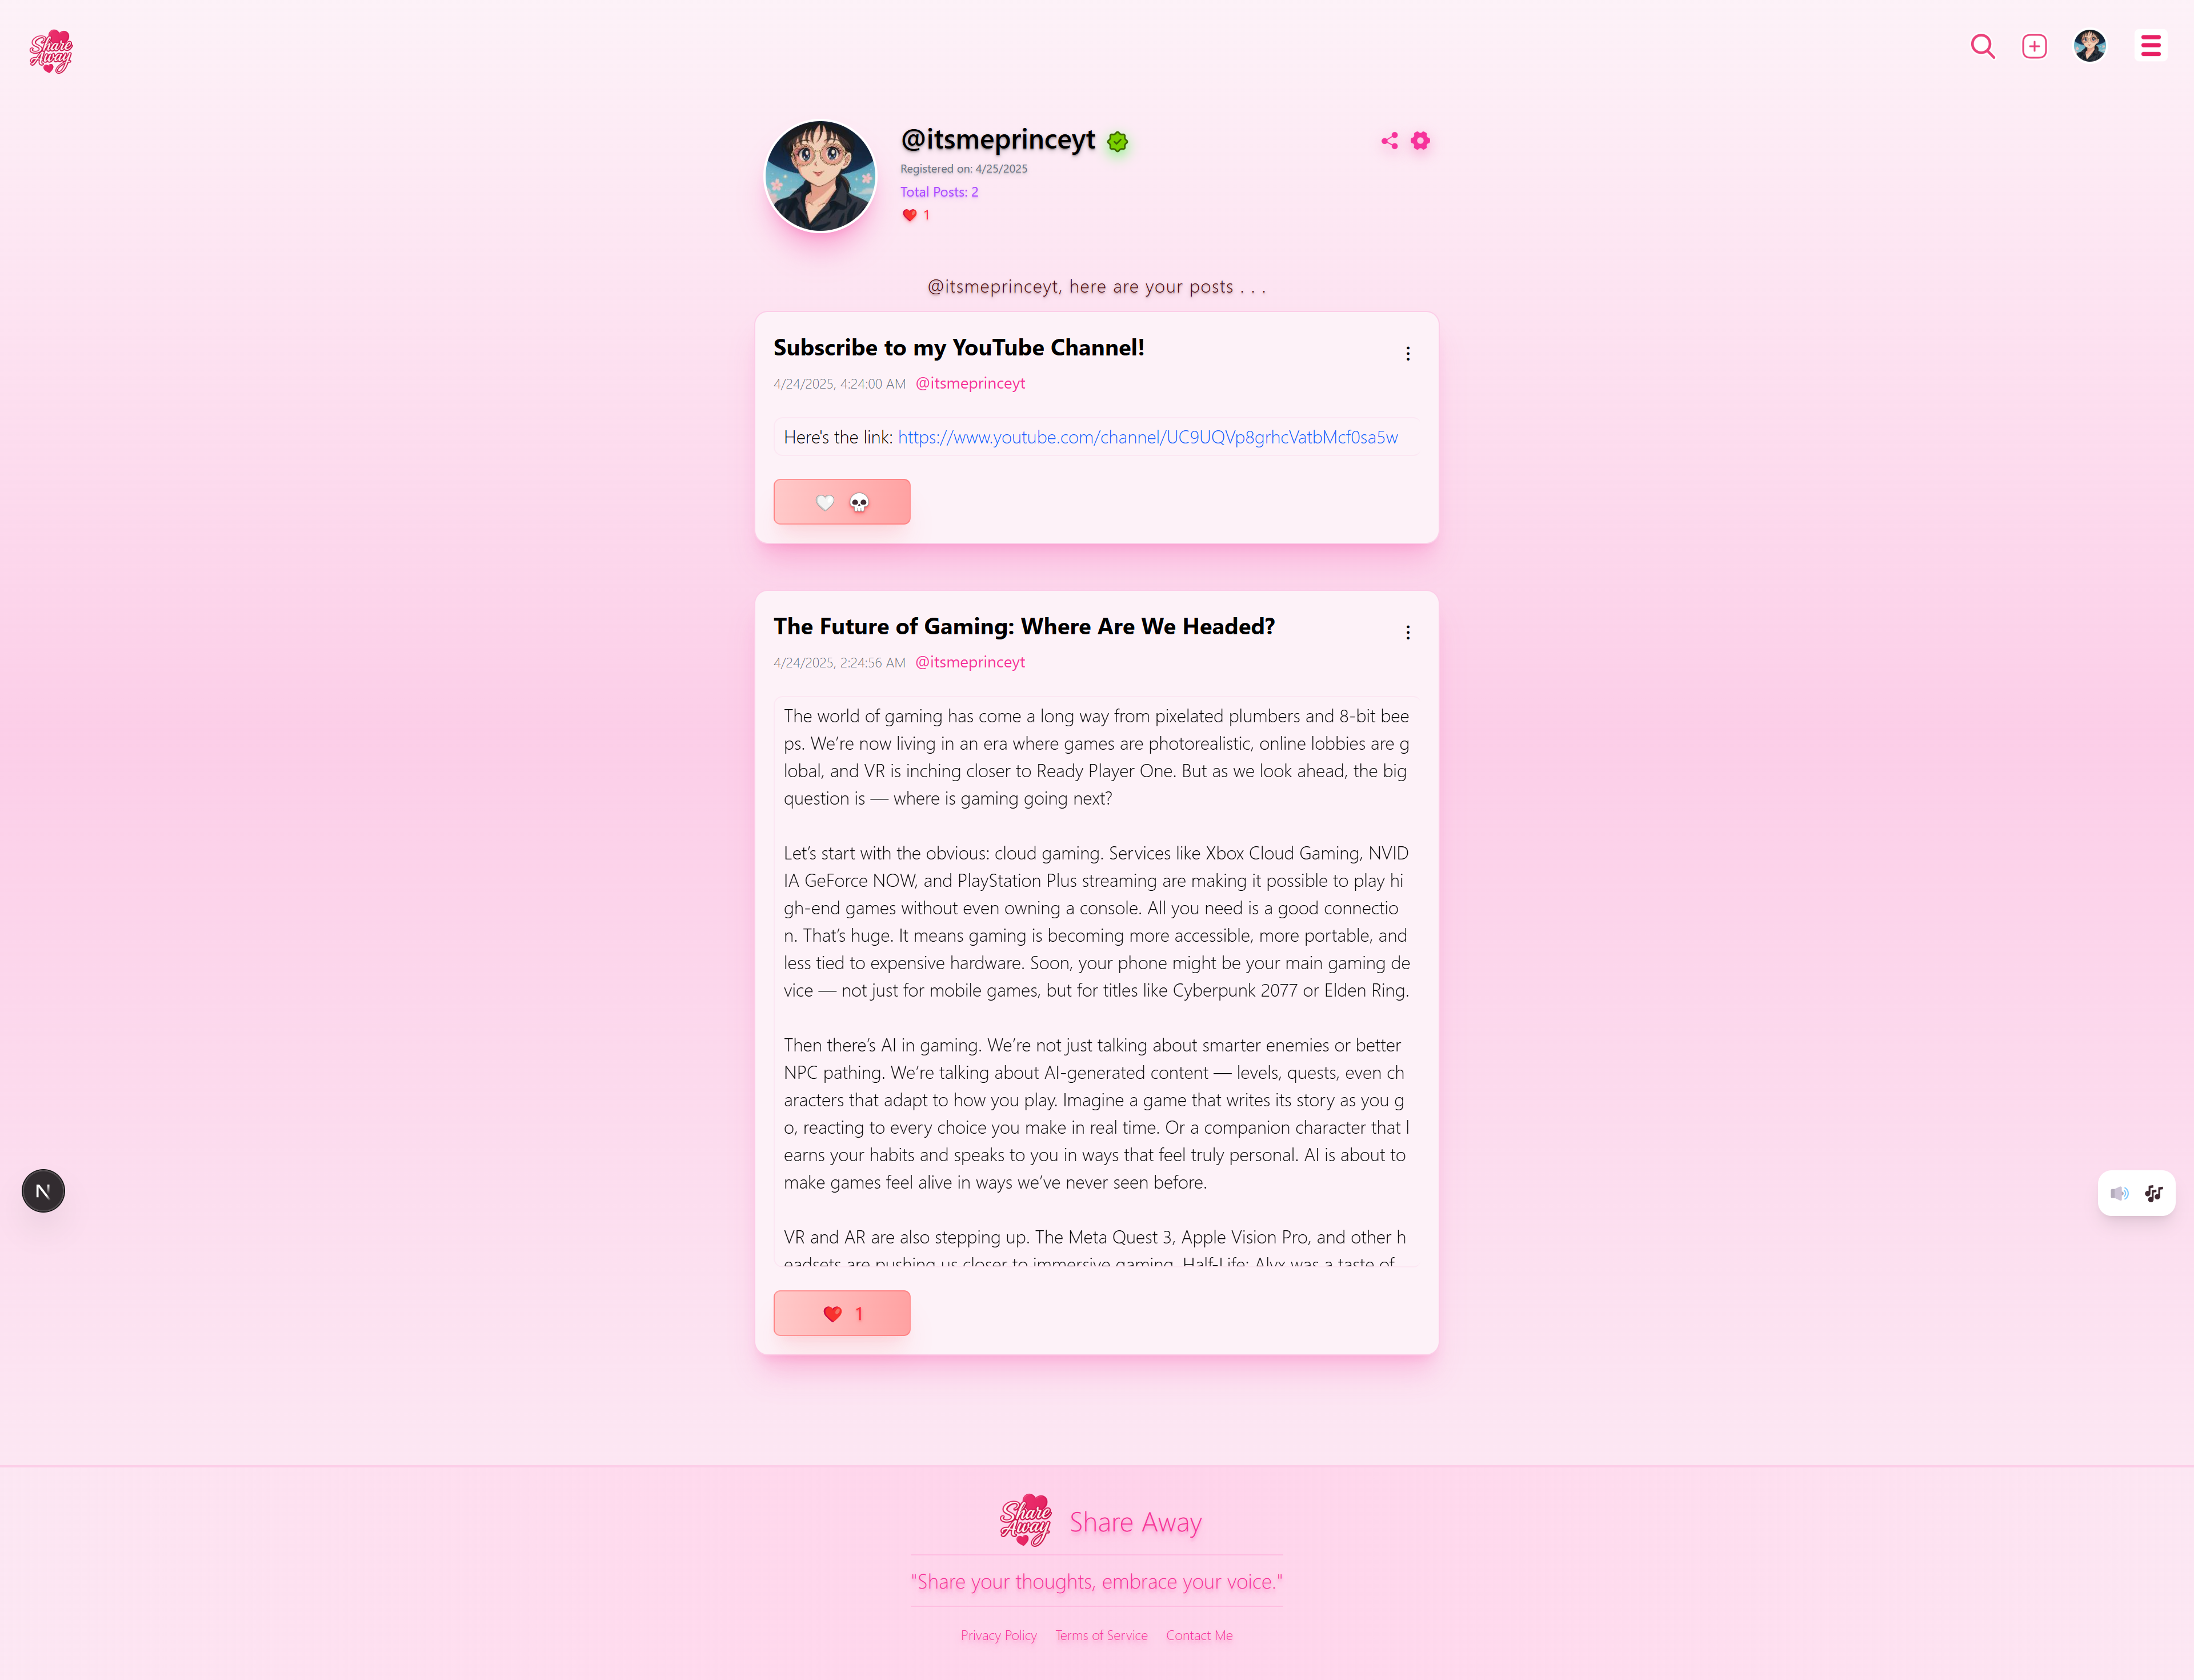 Share
Away
@itsmeprinceyt
Registered on: 4/25/2025
Total Posts: 2
❤️ 1
@itsmeprinceyt, here are your posts . . .
Subscribe to my YouTube Channel!
4/24/2025, 4:24:00 AM @itsmeprinceyt
Here's the link: https://www.youtube.com/channel/UC9UQVp8grhcVatbMcf0sa5w
The Future of Gaming: Where Are We Headed?
4/24/2025, 2:24:56 AM @itsmeprinceyt
The world of gaming has come a long way from pixelated plumbers and 8-bit bee
ps. We’re now living in an era where games are photorealistic, online lobbies are g
lobal, and VR is inching closer to Ready Player One. But as we look ahead, the big
question is — where is gaming going next?
Let’s start with the obvious: cloud gaming. Services like Xbox Cloud Gaming, NVID
IA GeForce NOW, and PlayStation Plus streaming are making it possible to play hi
gh-end games without even owning a console. All you need is a good connectio
n. That’s huge. It means gaming is becoming more accessible, more portable, and
less tied to expensive hardware. Soon, your phone might be your main gaming de
vice — not just for mobile games, but for titles like Cyberpunk 2077 or Elden Ring.
Then there’s AI in gaming. We’re not just talking about smarter enemies or better
NPC pathing. We’re talking about AI-generated content — levels, quests, even ch
aracters that adapt to how you play. Imagine a game that writes its story as you g
o, reacting to every choice you make in real time. Or a companion character that l
earns your habits and speaks to you in ways that feel truly personal. AI is about to
make games feel alive in ways we’ve never seen before.
VR and AR are also stepping up. The Meta Quest 3, Apple Vision Pro, and other h
eadsets are pushing us closer to immersive gaming. Half-Life: Alyx was a taste of
❤️ 1
N
Share
Away
Share Away
"Share your thoughts, embrace your voice."
Privacy Policy Terms of Service Contact Me